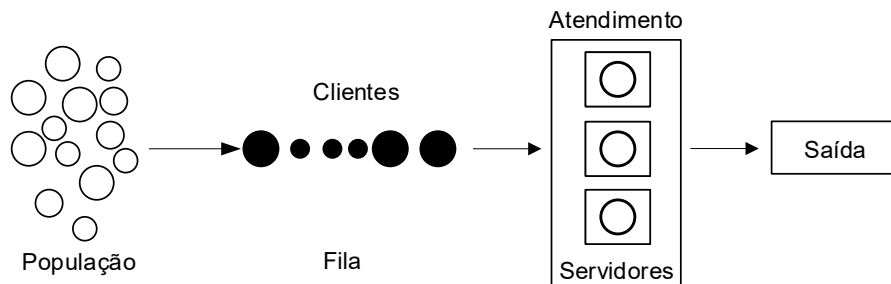 Atendimento
Clientes
Saída
População
Fila
Servidores